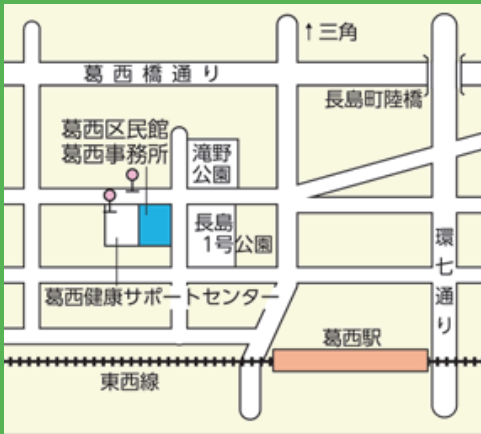 ↑三角
葛西橋通り
長島町陸橋
葛西区民館
葛西事務所
滝野
公園
長島
1号公園
環七通り
葛西健康サポートセンター
葛西駅
東西線